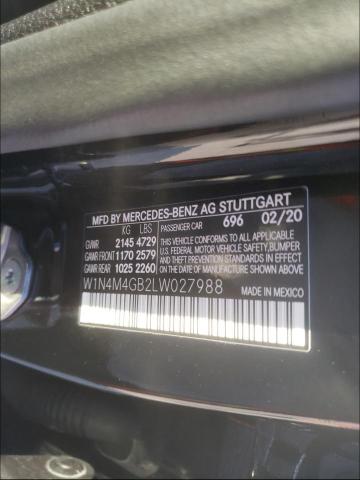 MFD BY MERCEDES-BENZ AG STUTTGART
KG LBS PASSENGER CAR 696 02/20
GVWR 2145 4729 THIS VEHICLE CONFORMS TO ALL APPLICABLE
GAWR FRONT 1170 2579 U.S. FEDERAL MOTOR VEHICLE SAFETY, BUMPER
GAWR REAR 1025 2260 AND THEFT PREVENTION STANDARDS IN EFFECT
ON THE DATE OF MANUFACTURE SHOWN ABOVE.
W1N4M4GB2LW027988 MADE IN MEXICO